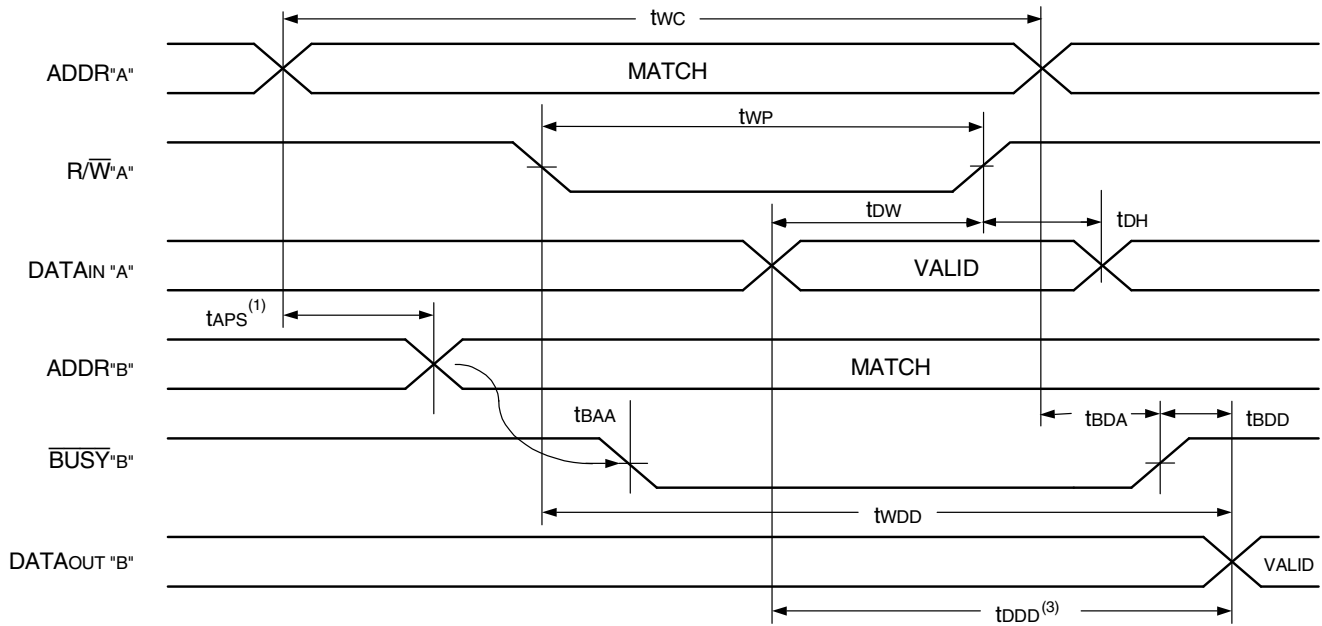 tWC
ADDR"A"
MATCH
tWP
R/W̅"A"
tDW
tDH
DATAIN "A"
VALID
tAPS(1)
ADDR"B"
MATCH
tBAA
tBDA
tBDD
B̅U̅S̅Y̅"B"
tWDD
DATAOUT "B"
VALID
tDDD(3)